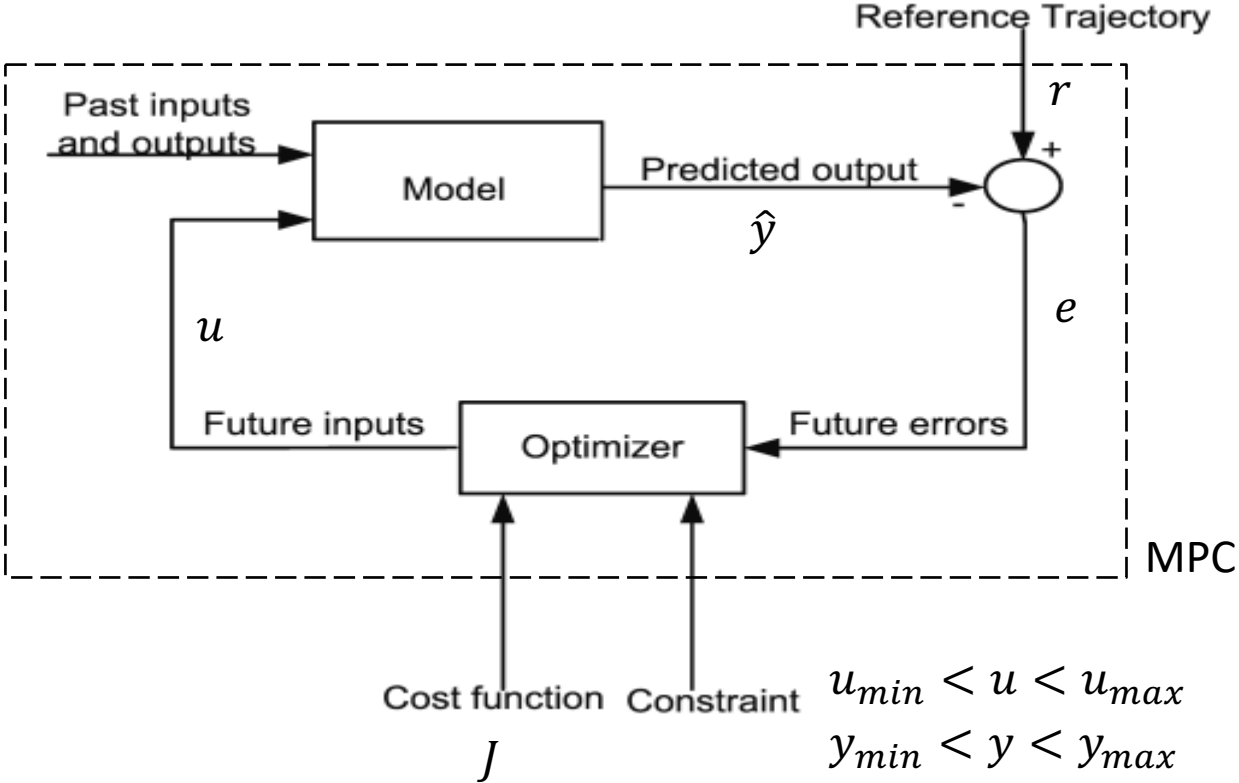 Reference Trajectory
r
Past inputs
and outputs
+
Model
Predicted output
-
ŷ
u
e
Future inputs
Optimizer
Future errors
MPC
Cost function
Constraint
u_min < u < u_max
J
y_min < y < y_max